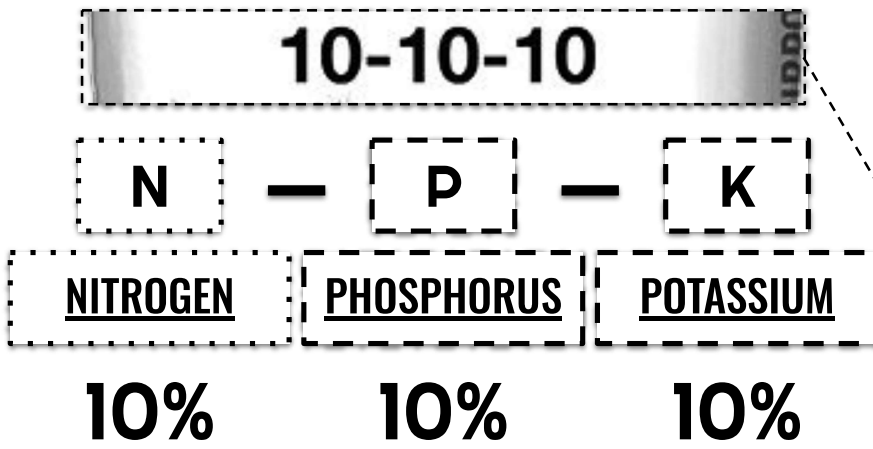 10-10-10
N – P – K
NITROGEN PHOSPHORUS POTASSIUM
10% 10% 10%